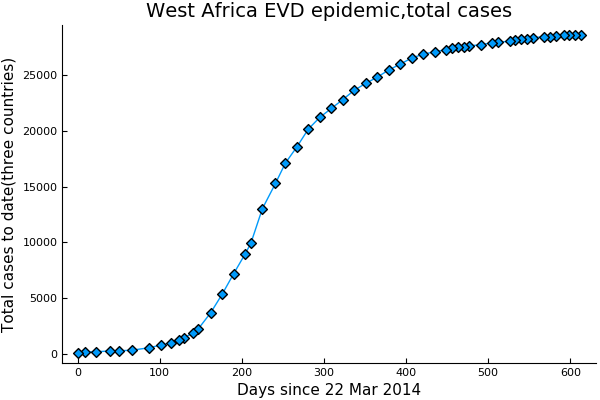 West Africa EVD epidemic,total cases
Total cases to date(three countries)
25000
20000
15000
10000
5000
0
0 100 200 300 400 500 600
Days since 22 Mar 2014